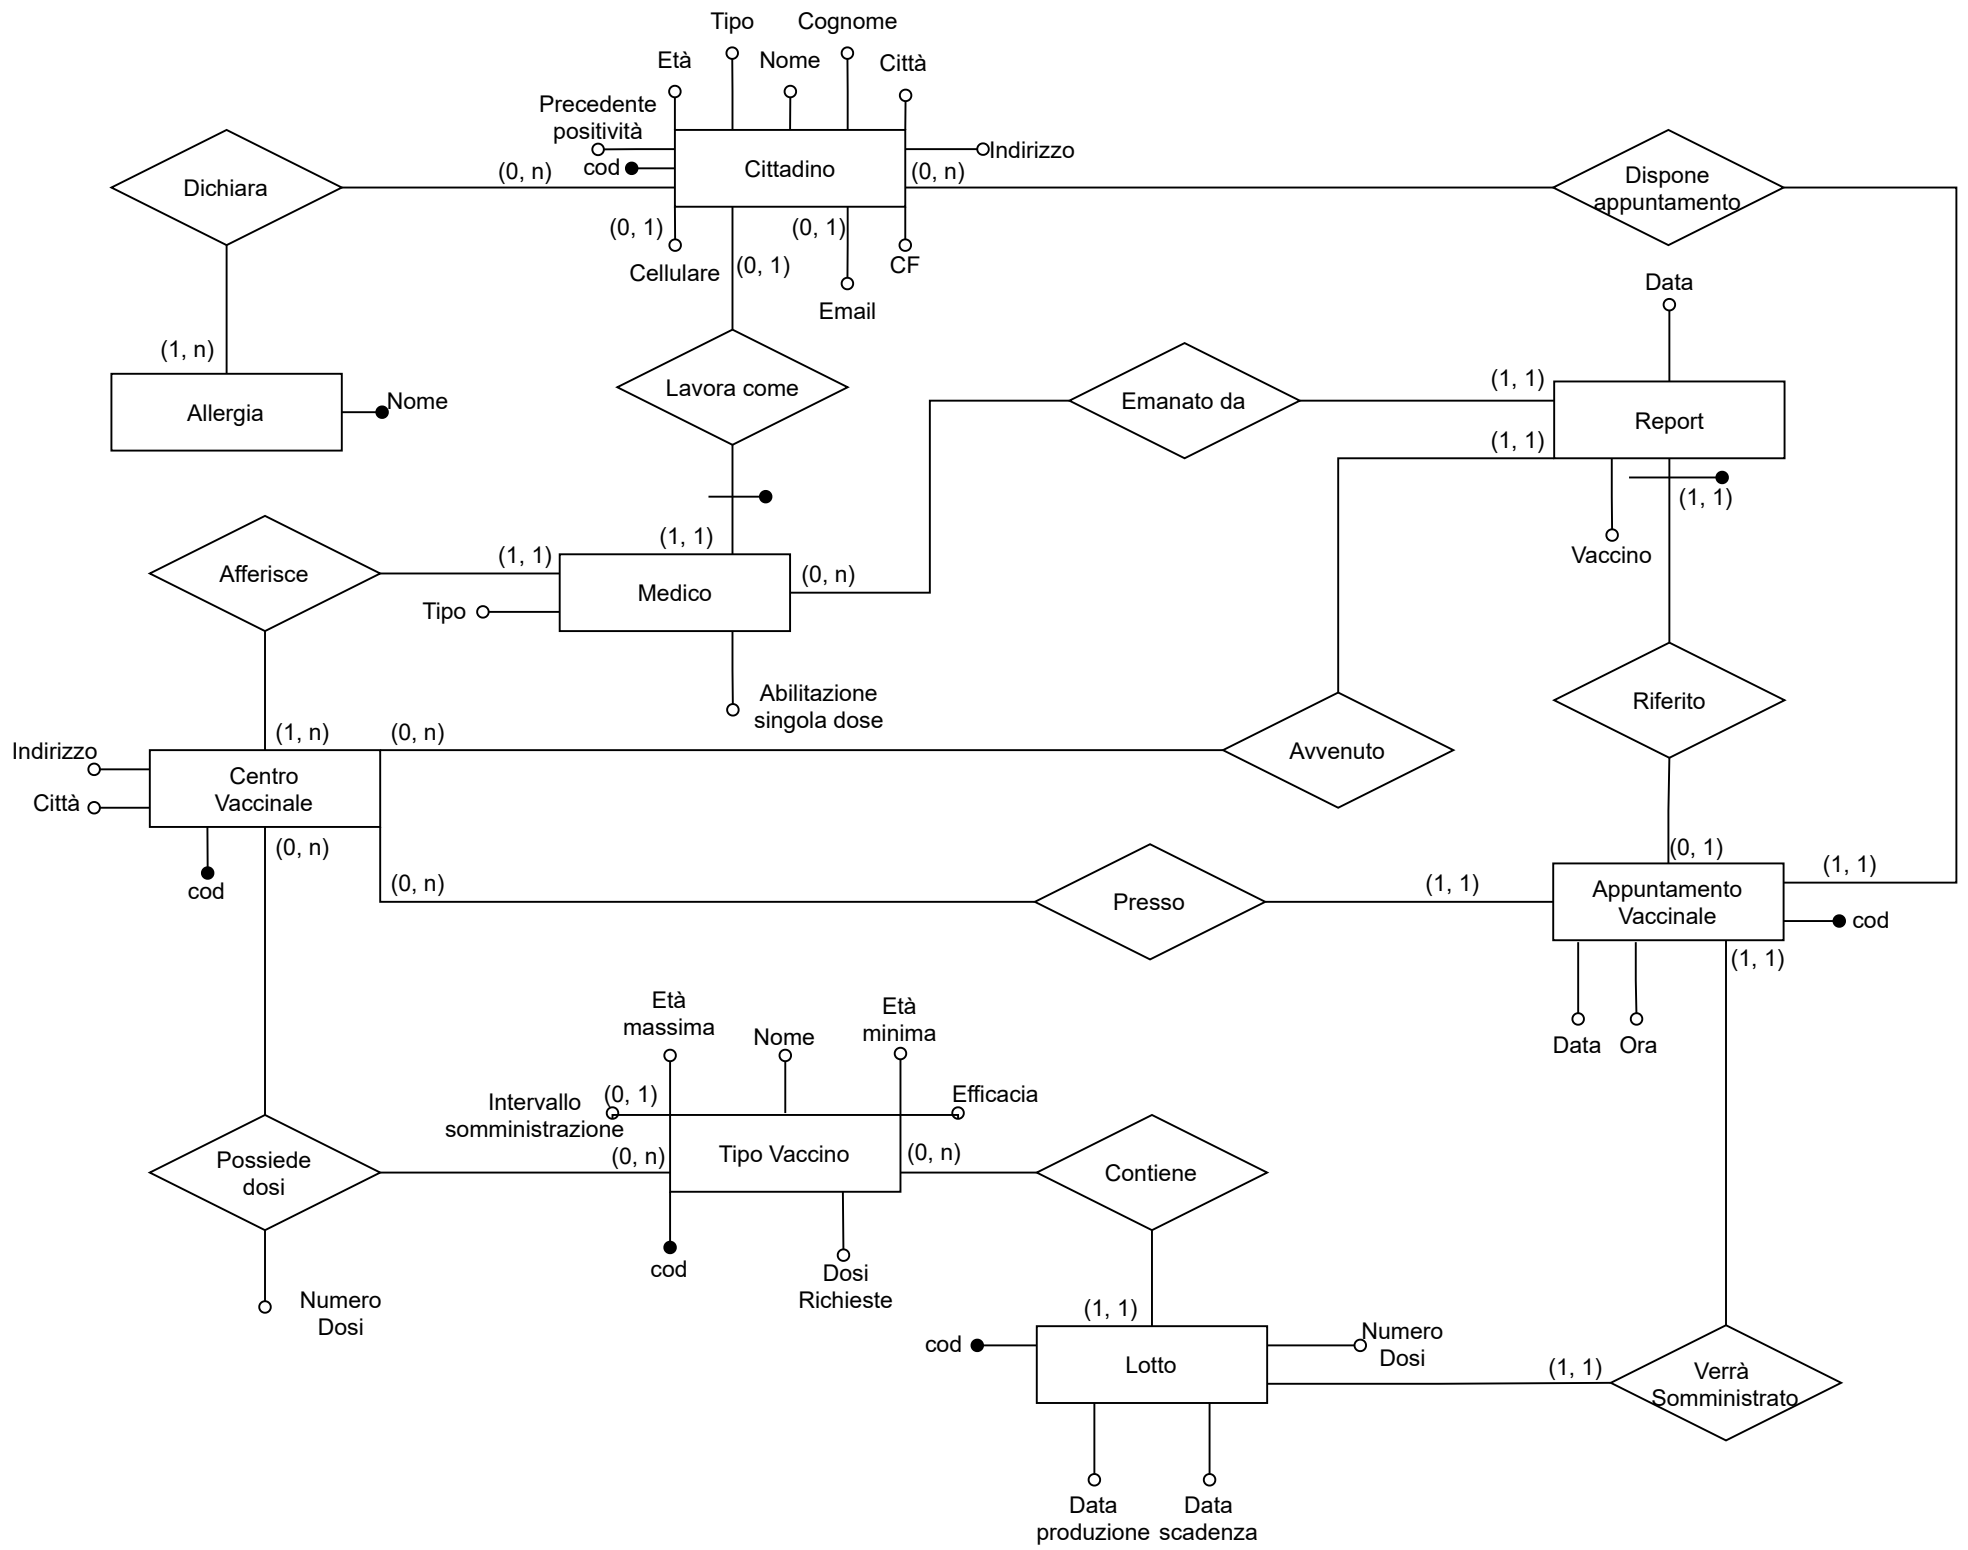 Tipo
Cognome
Età
Nome
Città
Precedente
positività
Indirizzo
cod
Cittadino
(0, n)
(0, n)
Dichiara
Dispone
appuntamento
(0, 1)
(0, 1)
Cellulare
(0, 1)
CF
Email
Data
(1, n)
Allergia
Nome
Lavora come
Emanato da
(1, 1)
Report
(1, 1)
(1, 1)
Vaccino
(1, 1)
Afferisce
(1, 1)
Medico
(0, n)
Tipo
Abilitazione
singola dose
Riferito
(1, n)
(0, n)
Indirizzo
Città
Centro
Vaccinale
Avvenuto
(0, n)
cod
(0, n)
Presso
(1, 1)
(0, 1)
(1, 1)
Appuntamento
Vaccinale
cod
(1, 1)
Data
Ora
Età
massima
Nome
Età
minima
Intervallo
somministrazione
(0, 1)
Efficacia
(0, n)
Tipo Vaccino
(0, n)
Possiede
dosi
Contiene
cod
Dosi
Richieste
Numero
Dosi
(1, 1)
cod
Lotto
Numero
Dosi
(1, 1)
Verrà
Somministrato
Data
produzione
Data
scadenza